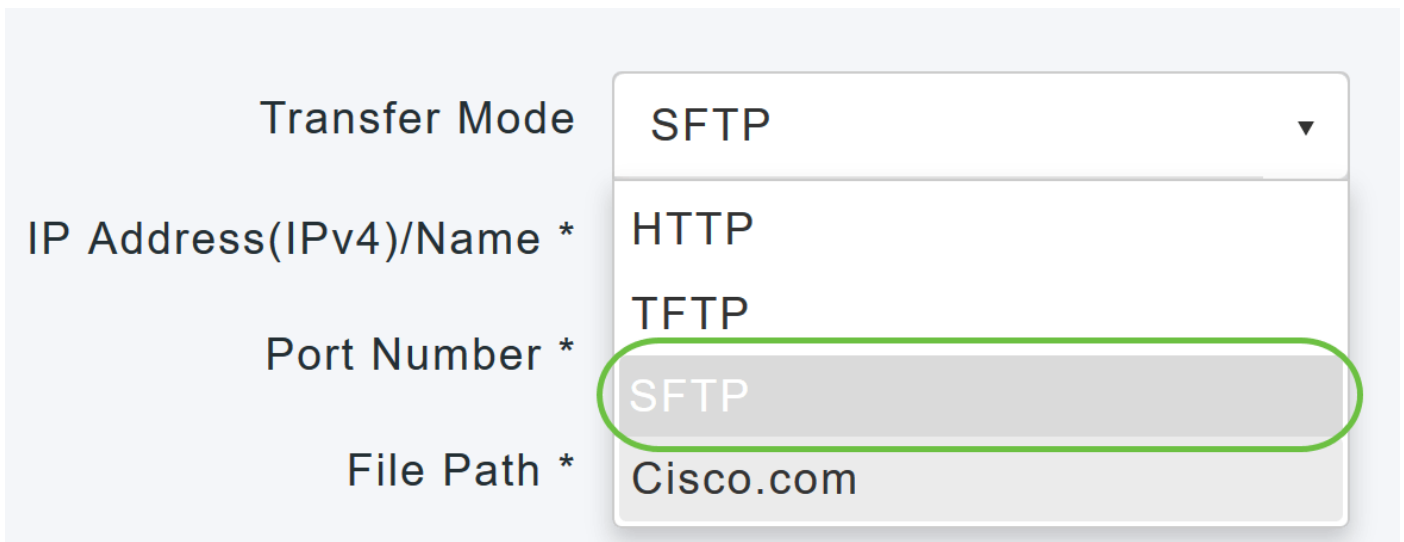 Transfer Mode SFTP
HTTP
IP Address(IPv4)/Name *
TFTP
Port Number *
SFTP
File Path *
Cisco.com